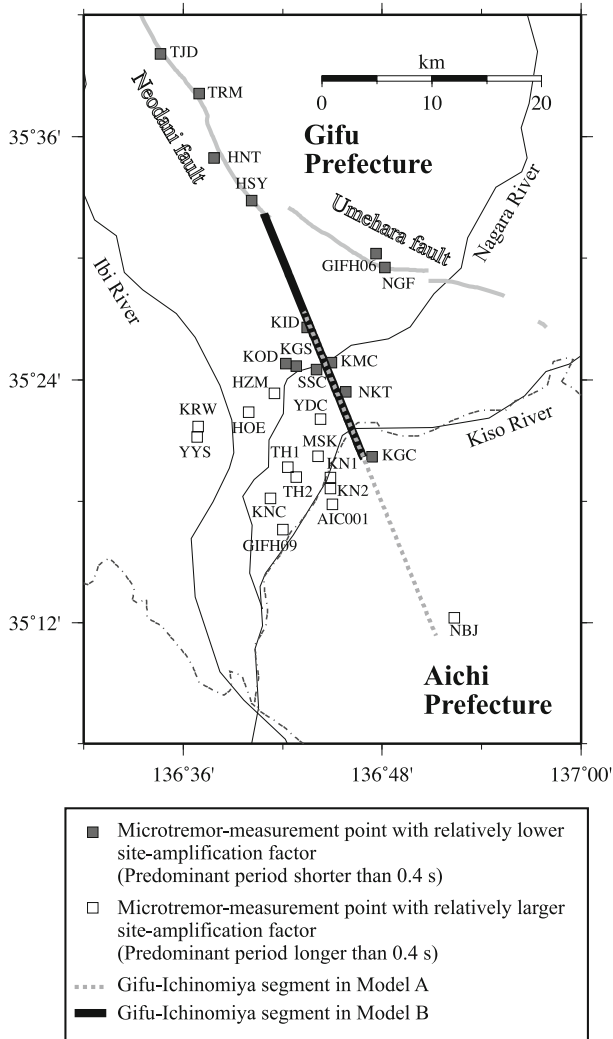 TJD
km
TRM
0
10
20
Neodani fault
35°36'
Gifu
Prefecture
HNT
HSY
Umehara fault
Nagara River
GIFH06
NGF
Ibi River
KID
KOD
KGS
KMC
35°24'
SSC
HZM
NKT
YDC
KRW
HOE
Kiso River
YYS
MSK
TH1
KN1
KGC
TH2
KN2
KNC
AIC001
GIFH09
35°12'
NBJ
Aichi
Prefecture
136°36'
136°48'
137°00'
Microtremor-measurement point with relatively lower
site-amplification factor
(Predominant period shorter than 0.4 s)
Microtremor-measurement point with relatively larger
site-amplification factor
(Predominant period longer than 0.4 s)
Gifu-Ichinomiya segment in Model A
Gifu-Ichinomiya segment in Model B